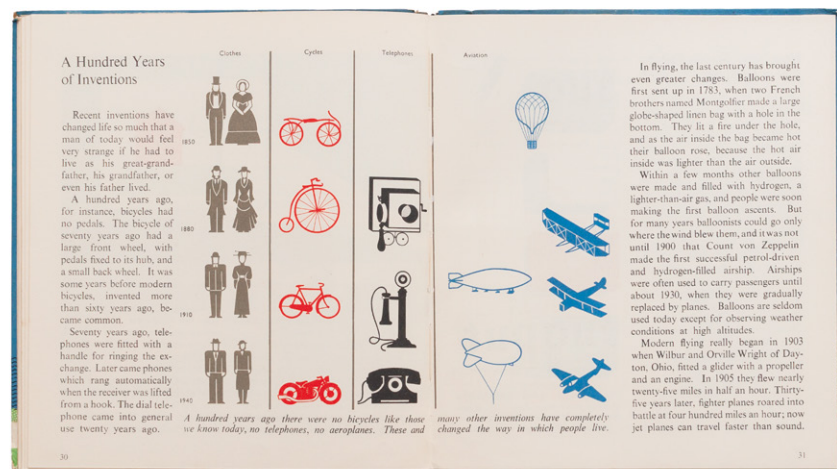 A Hundred Years
of Inventions
Recent inventions have
changed life so much that a
man of today would feel
very strange if he had to
live as his great-grand-
father, his grandfather, or
even his father lived.
A hundred years ago,
for instance, bicycles had
no pedals. The bicycle of
seventy years ago had a
large front wheel, with
pedals fixed to its hub, and
a small back wheel. It was
some years before modern
bicycles, invented more
than sixty years ago, be-
came common.
Seventy years ago, tele-
phones were fitted with a
handle for ringing the ex-
change. Later came phones
which rang automatically
when the receiver was lifted
from a hook. The dial tele-
phone came into general
use twenty years ago.
Clothes
Cycles
Telephones
Aviation
1850
1880
1910
1940
A hundred years ago there were no bicycles like those
we know today, no telephones, no aeroplanes. These and
many other inventions have completely
changed the way in which people live.
In flying, the last century has brought
even greater changes. Balloons were
first sent up in 1783, when two French
brothers named Montgolfier made a large
globe-shaped linen bag with a hole in the
bottom. They lit a fire under the hole,
and as the air inside the bag became hot
their balloon rose, because the hot air
inside was lighter than the air outside.
Within a few months other balloons
were made and filled with hydrogen, a
lighter-than-air gas, and people were soon
making the first balloon ascents. But
for many years balloonists could go only
where the wind blew them, and it was not
until 1900 that Count von Zeppelin
made the first successful petrol-driven
and hydrogen-filled airship. Airships
were often used to carry passengers until
about 1930, when they were gradually
replaced by planes. Balloons are seldom
used today except for observing weather
conditions at high altitudes.
Modern flying really began in 1903
when Wilbur and Orville Wright of Day-
ton, Ohio, fitted a glider with a propeller
and an engine. In 1905 they flew nearly
twenty-five miles in half an hour. Thirty-
five years later, fighter planes roared into
battle at four hundred miles an hour; now
jet planes can travel faster than sound.
30
31